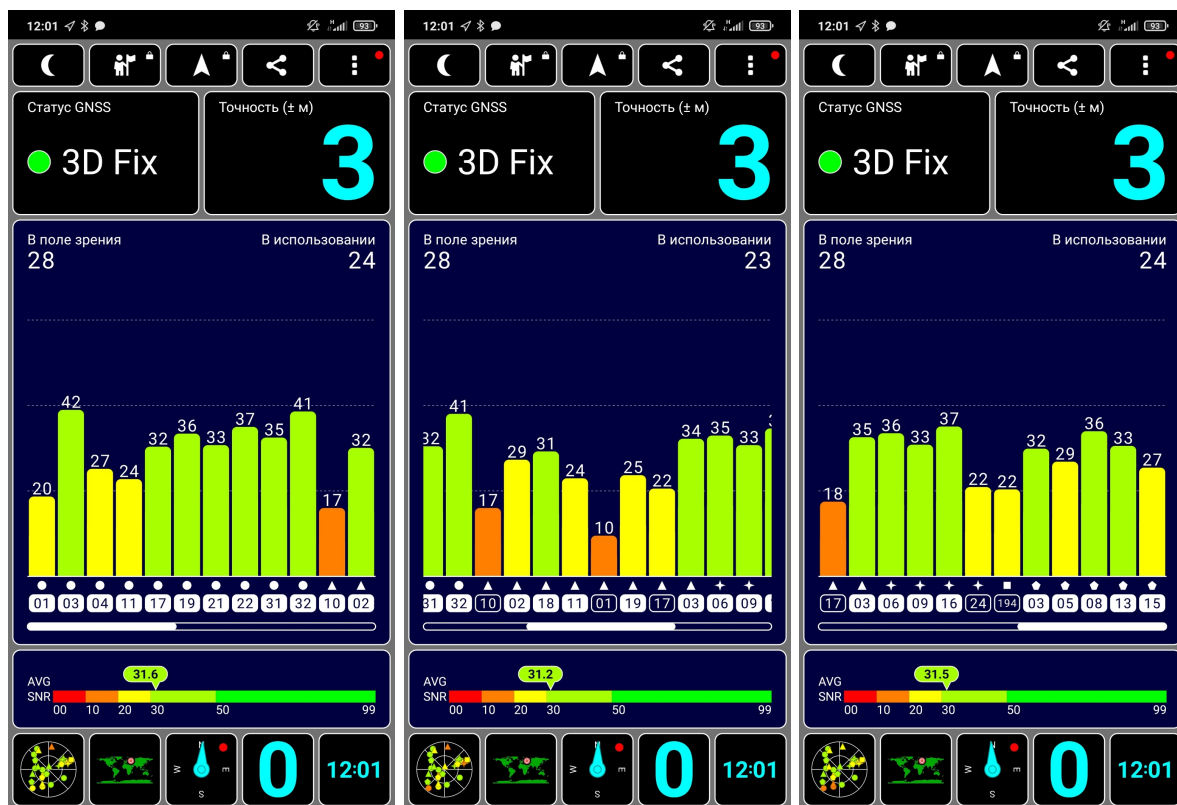 12:01 H 93
Статус GNSS Точность (± м)
3D Fix 3
В поле зрения В использовании
28 24
20 42 27 24 32 36 33 37 35 41 17 32
01 03 04 11 17 19 21 22 31 32 10 02
AVG 31.6
SNR
00 10 20 30 50 99
N W E S 0 12:01
12:01 H 93
Статус GNSS Точность (± м)
3D Fix 3
В поле зрения В использовании
28 23
32 41 17 29 31 24 10 25 22 34 35 33
31 32 10 02 18 11 01 19 17 03 06 09
AVG 31.2
SNR
00 10 20 30 50 99
N W E S 0 12:01
12:01 H 93
Статус GNSS Точность (± м)
3D Fix 3
В поле зрения В использовании
28 24
18 35 36 33 37 22 22 32 29 36 33 27
17 03 06 09 16 24 194 03 05 08 13 15
AVG 31.5
SNR
00 10 20 30 50 99
N W E S 0 12:01